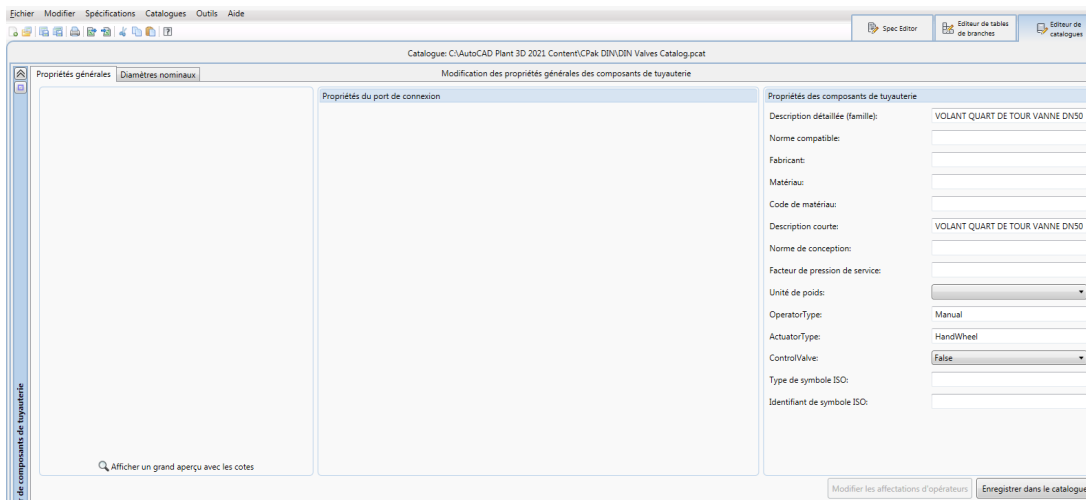 Fichier Modifier Spécifications Catalogues Outils Aide
Spec Editor
Editeur de tables
de branches
Editeur de
catalogues
Catalogue: C:\AutoCAD Plant 3D 2021 Content\CPak DIN\DIN Valves Catalog.pcat
Propriétés générales Diamètres nominaux Modification des propriétés générales des composants de tuyauterie
Propriétés du port de connexion
Propriétés des composants de tuyauterie
Description détaillée (famille): VOLANT QUART DE TOUR VANNE DN50
Norme compatible:
Fabricant:
Matériau:
Code de matériau:
Description courte: VOLANT QUART DE TOUR VANNE DN50
Norme de conception:
Facteur de pression de service:
Unité de poids:
OperatorType: Manual
ActuatorType: HandWheel
ControlValve: False
Type de symbole ISO:
Identifiant de symbole ISO:
Afficher un grand aperçu avec les cotes
Modifier les affectations d'opérateurs Enregistrer dans le catalogue
de composants de tuyauterie